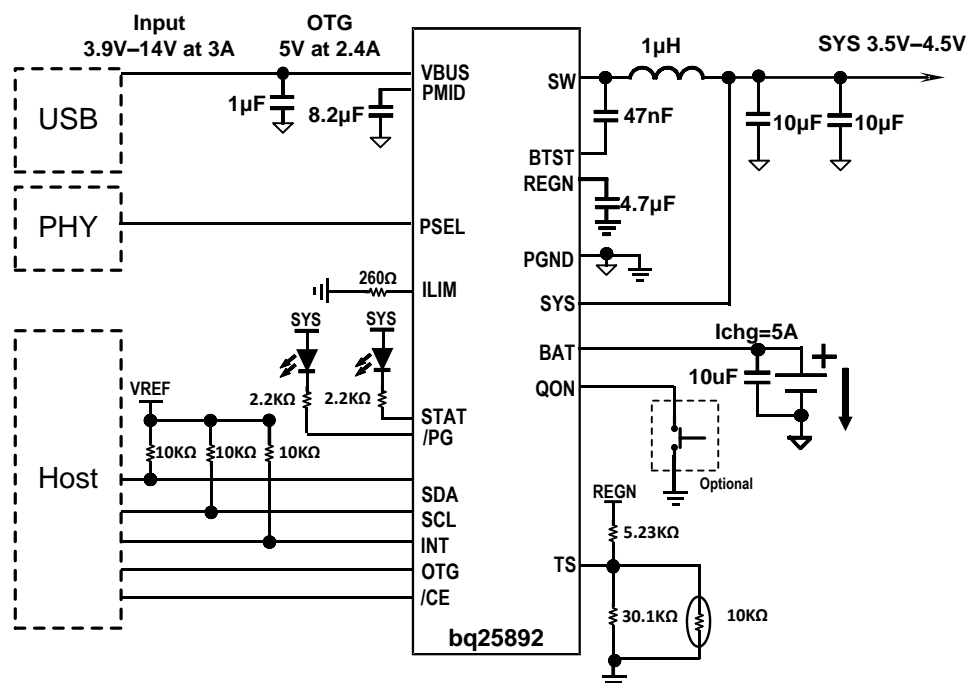 Input
3.9V–14V at 3A
OTG
5V at 2.4A
1µH
SYS 3.5V–4.5V
USB
VBUS
PMID
SW
1µF
8.2µF
47nF
10µF
10µF
BTST
REGN
4.7µF
PHY
PSEL
PGND
260Ω
ILIM
SYS
SYS
SYS
Ichg=5A
BAT
10uF
+
QON
VREF
2.2KΩ
2.2KΩ
STAT
/PG
10KΩ
10KΩ
10KΩ
Optional
Host
SDA
REGN
SCL
5.23KΩ
INT
TS
OTG
/CE
30.1KΩ
10KΩ
bq25892